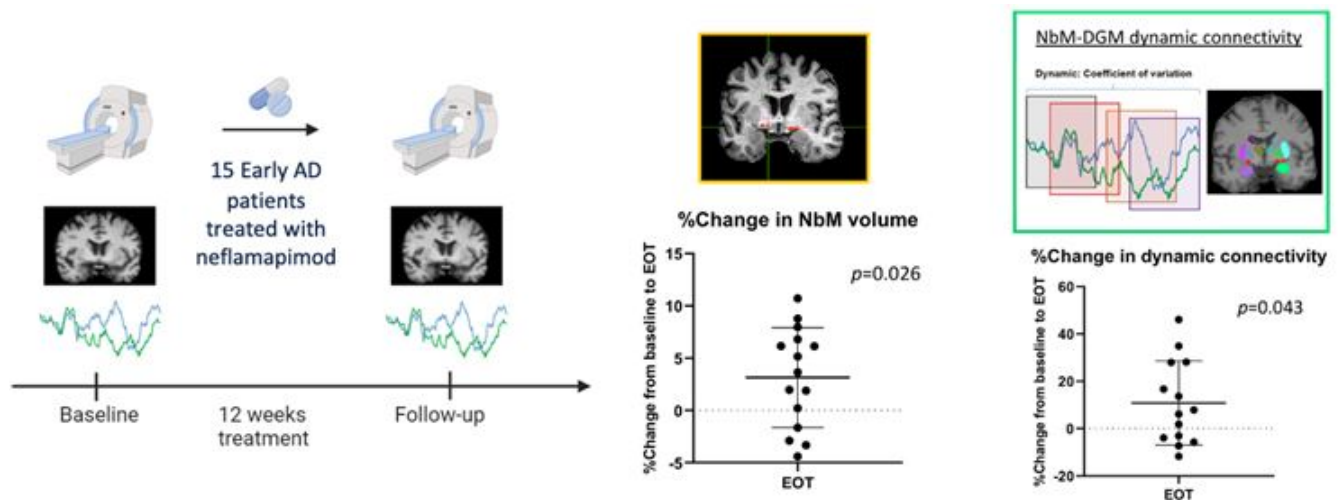 15 Early AD
patients
treated with
neflamapimod
Baseline
12 weeks
treatment
Follow-up
%Change in NbM volume
%Change from baseline to EOT
15
10
5
0
-5
p=0.026
EOT
NbM-DGM dynamic connectivity
Dynamic: Coefficient of variation
%Change in dynamic connectivity
%Change from baseline to EOT
60
40
20
0
-20
p=0.043
EOT